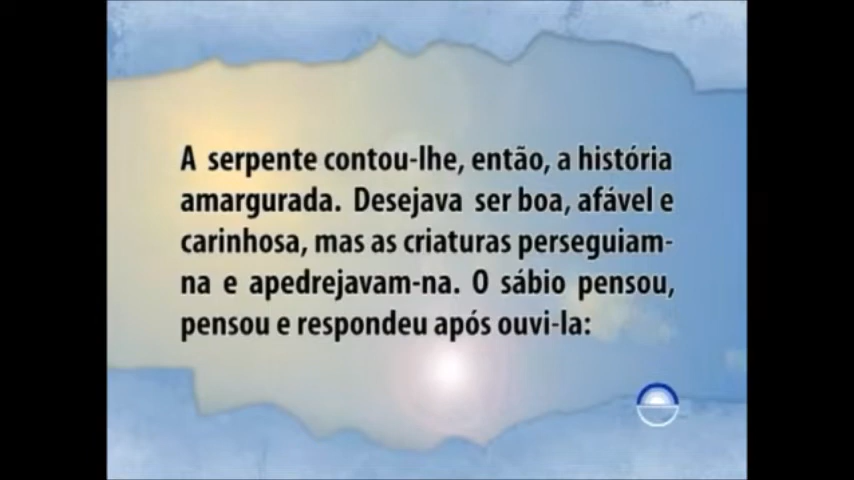 A serpente contou-lhe, então, a história
amargurada. Desejava ser boa, afável e
carinhosa, mas as criaturas perseguiam-
na e apedrejavam-na. O sábio pensou,
pensou e respondeu após ouvi-la: